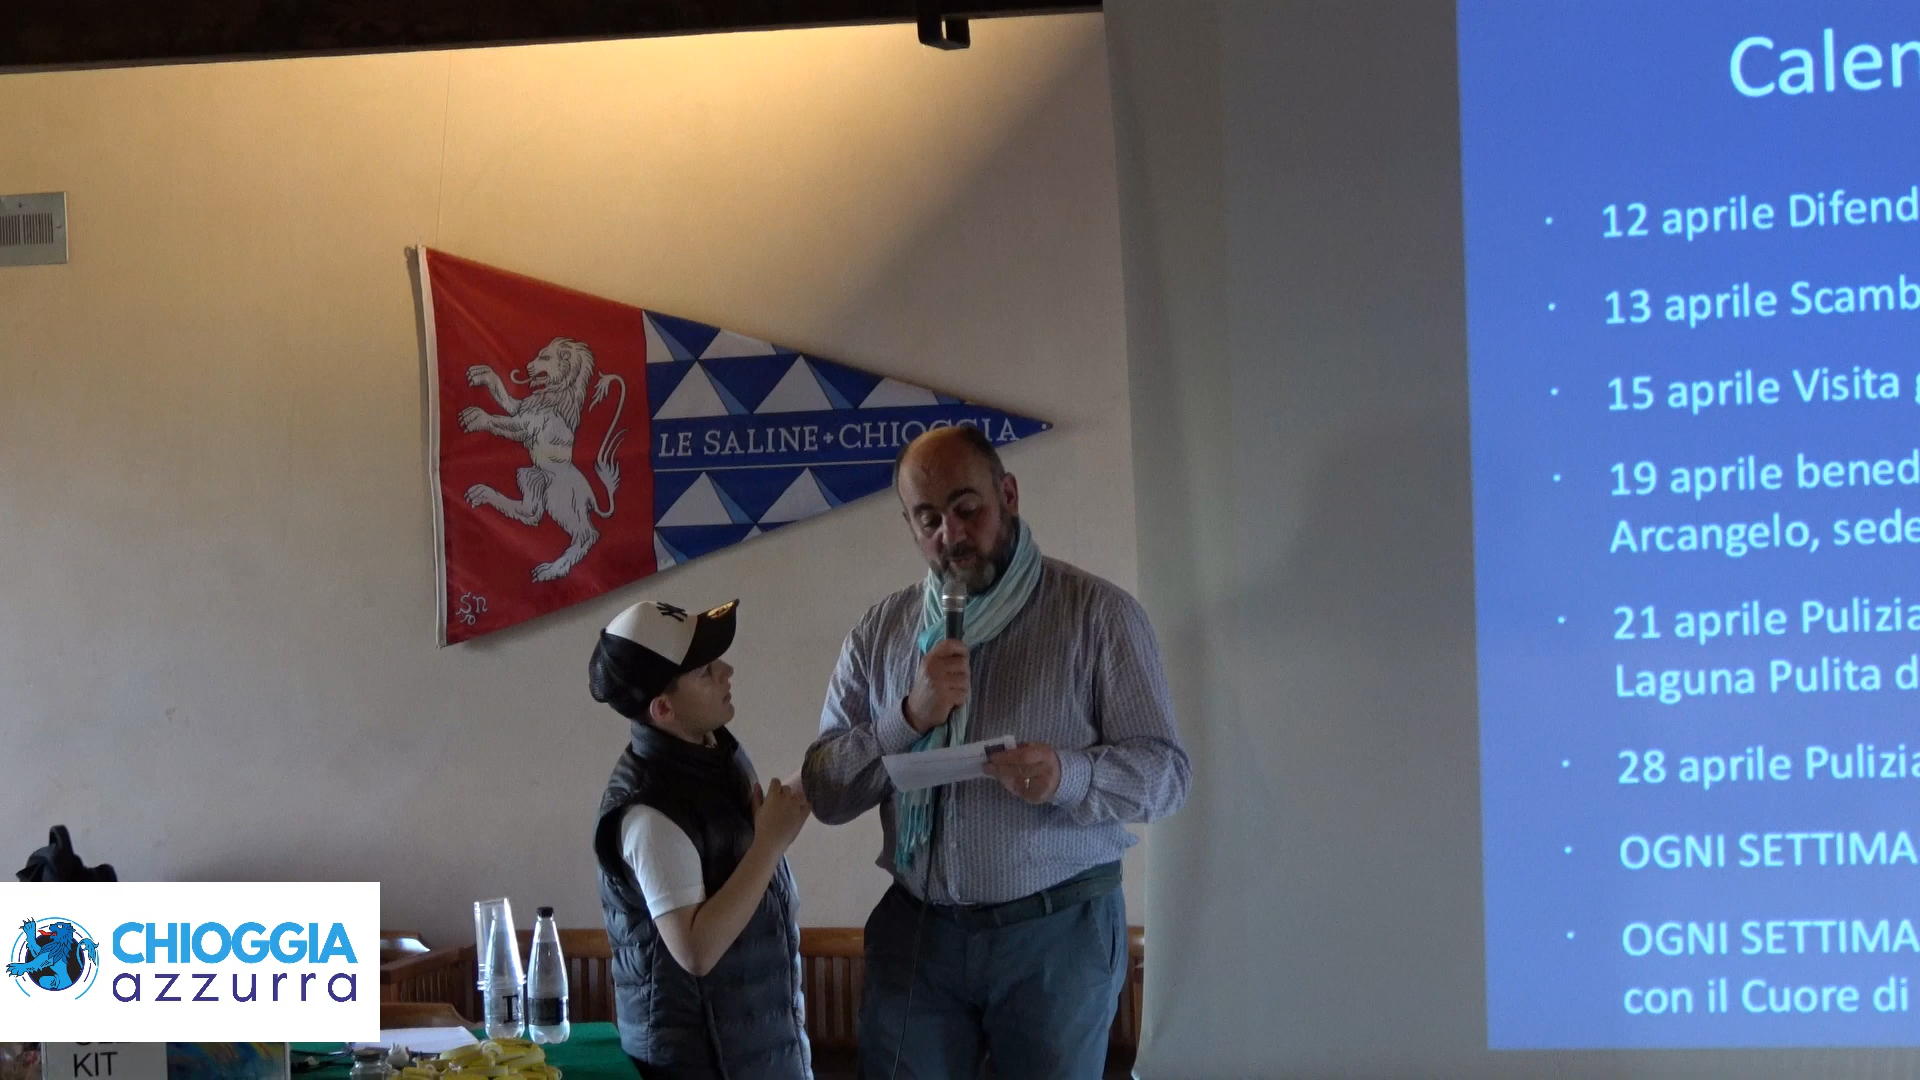 Calen
12 aprile Difend
13 aprile Scamb
15 aprile Visita g
19 aprile bened
Arcangelo, sede
21 aprile Pulizia
Laguna Pulita d
28 aprile Pulizia
OGNI SETTIMA
OGNI SETTIMA
con il Cuore di
LE SALINE+CHIOGGIA
CHIOGGIA
azzurra
KIT